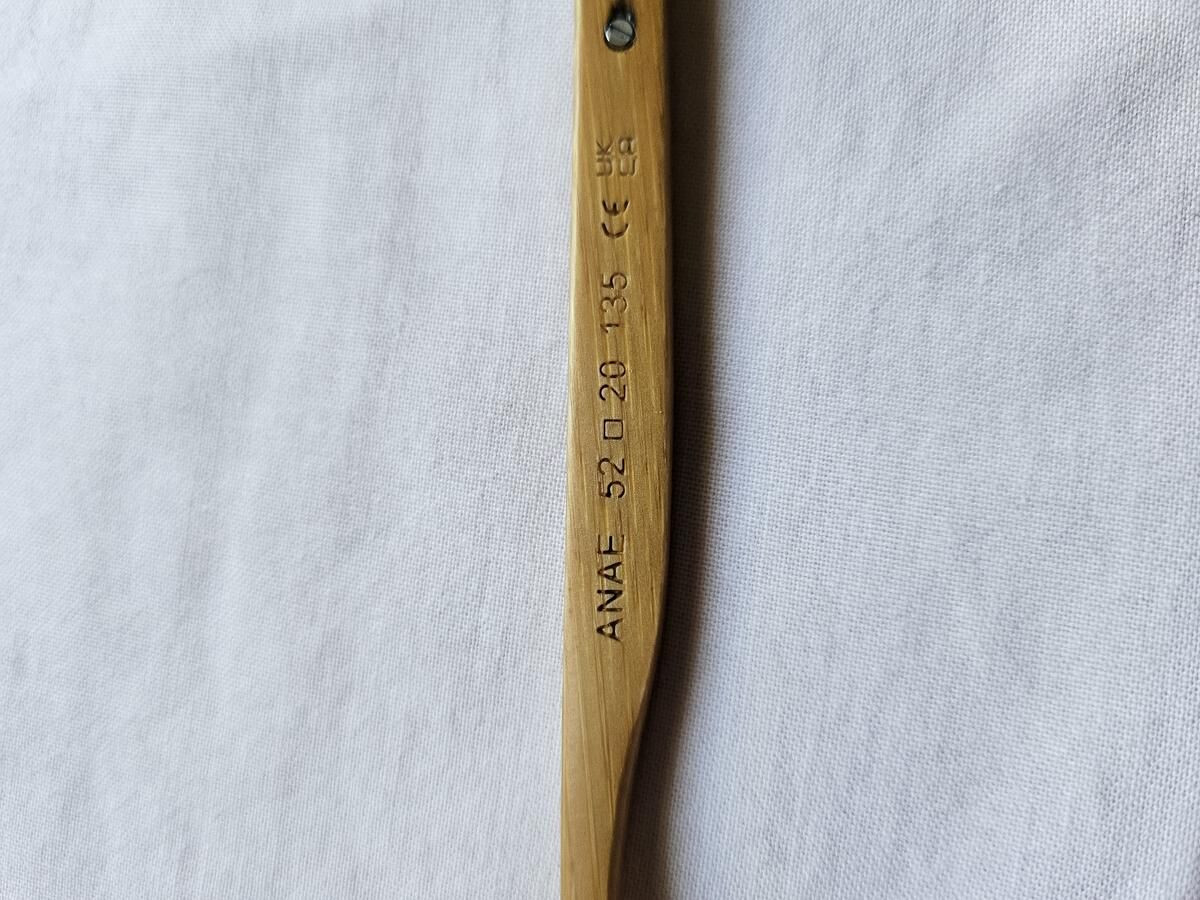 ANAE 52 □ 20 135 CE UK CA